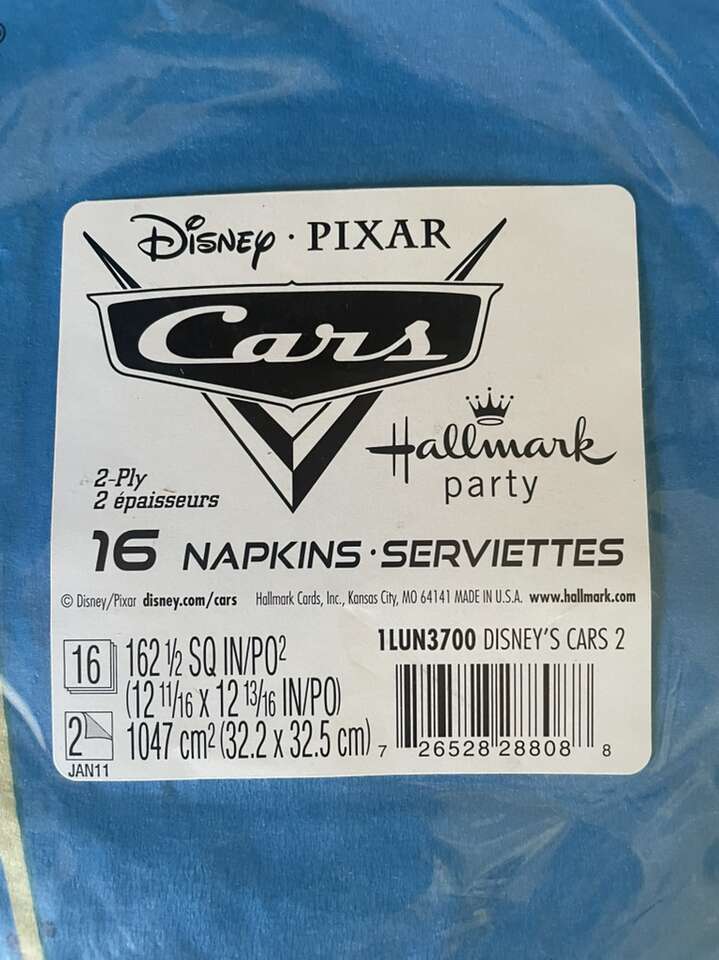 Disney · PIXAR
Cars
Hallmark
party
2-Ply
2 épaisseurs
16 NAPKINS · SERVIETTES
© Disney/Pixar disney.com/cars Hallmark Cards, Inc., Kansas City, MO 64141 MADE IN U.S.A. www.hallmark.com
16 162 1/2 SQ IN/PO²
(12 11/16 x 12 13/16 IN/PO)
2 1047 cm² (32.2 x 32.5 cm)
JAN11
1LUN3700 DISNEY'S CARS 2
7 26528 28808 8